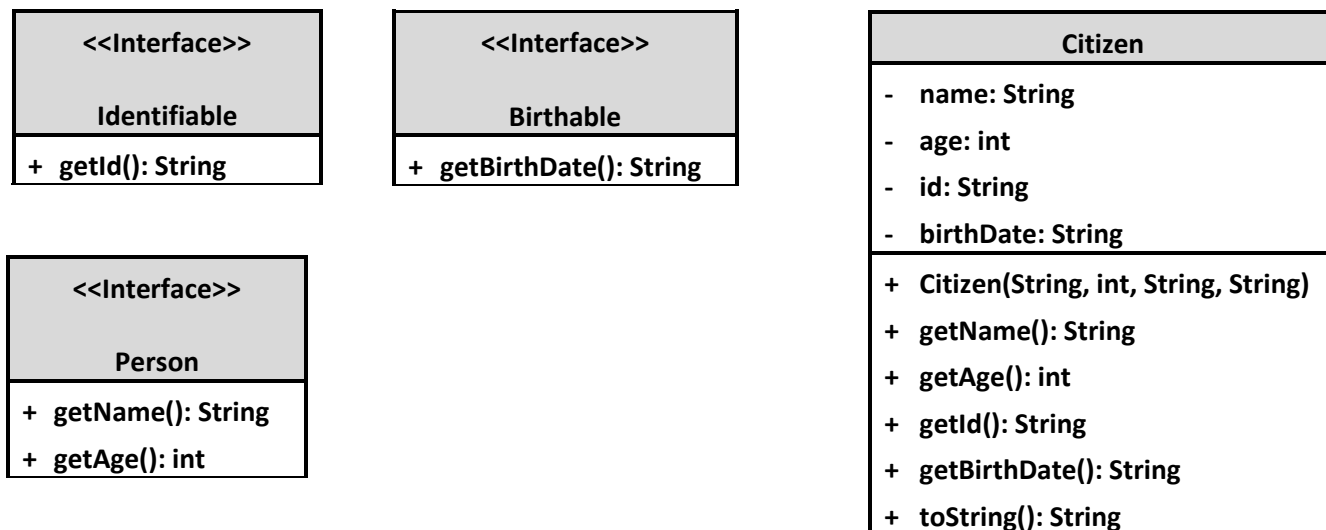 <<Interface>>
Identifiable
+ getId(): String
<<Interface>>
Birthable
+ getBirthDate(): String
<<Interface>>
Person
+ getName(): String
+ getAge(): int
Citizen
- name: String
- age: int
- id: String
- birthDate: String
+ Citizen(String, int, String, String)
+ getName(): String
+ getAge(): int
+ getId(): String
+ getBirthDate(): String
+ toString(): String